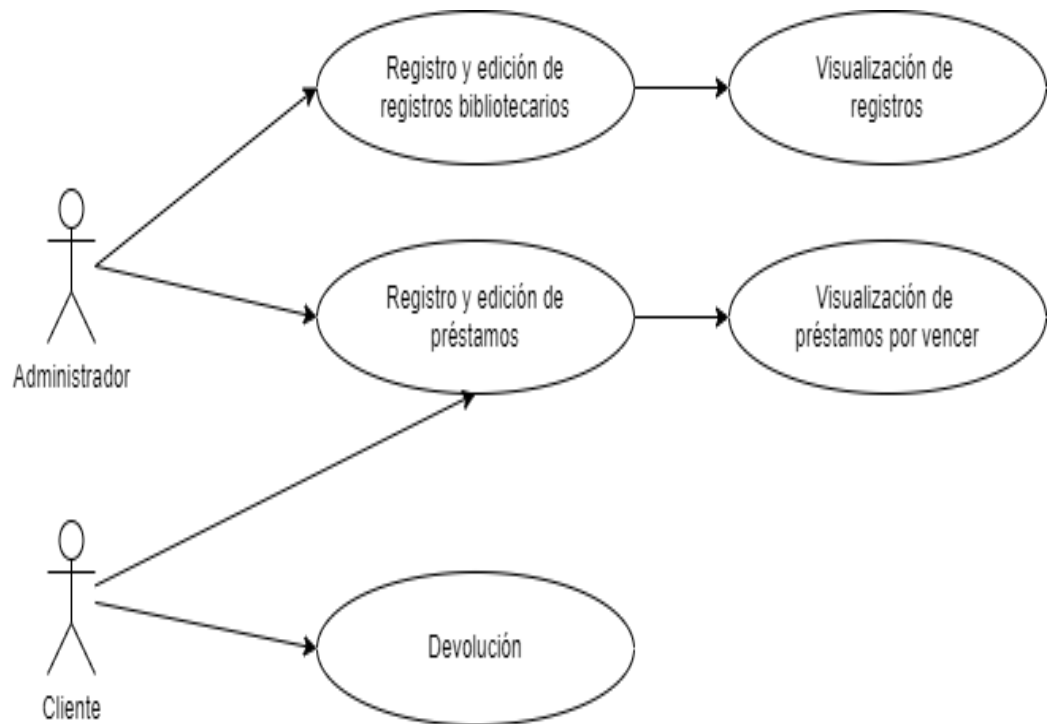 Registro y edición de
registros bibliotecarios
Visualización de
registros
Registro y edición de
préstamos
Visualización de
préstamos por vencer
Administrador
Devolución
Cliente